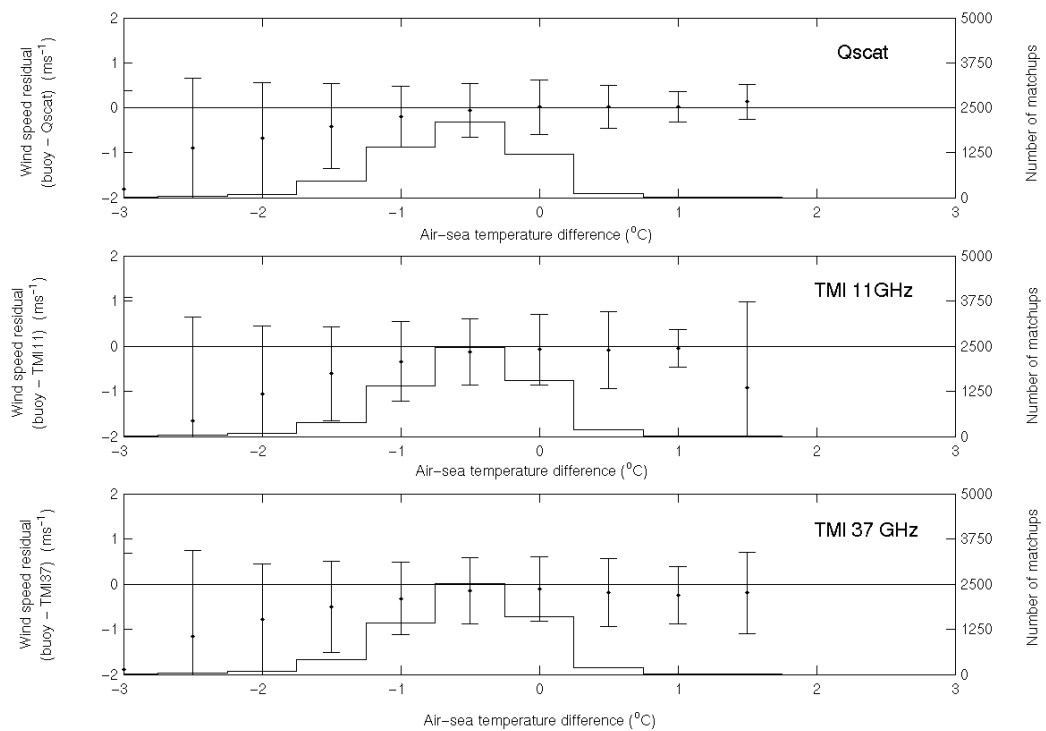 Qscat
Wind speed residual
(buoy − Qscat) (ms⁻¹)
2
1
0
−1
−2
5000
3750
2500
1250
0
Number of matchups
−3 −2 −1 0 1 2 3
Air−sea temperature difference (⁰C)
TMI 11GHz
Wind speed residual
(buoy − TMI11) (ms⁻¹)
2
1
0
−1
−2
5000
3750
2500
1250
0
Number of matchups
−3 −2 −1 0 1 2 3
Air−sea temperature difference (⁰C)
TMI 37 GHz
Wind speed residual
(buoy − TMI37) (ms⁻¹)
2
1
0
−1
−2
5000
3750
2500
1250
0
Number of matchups
−3 −2 −1 0 1 2 3
Air−sea temperature difference (⁰C)